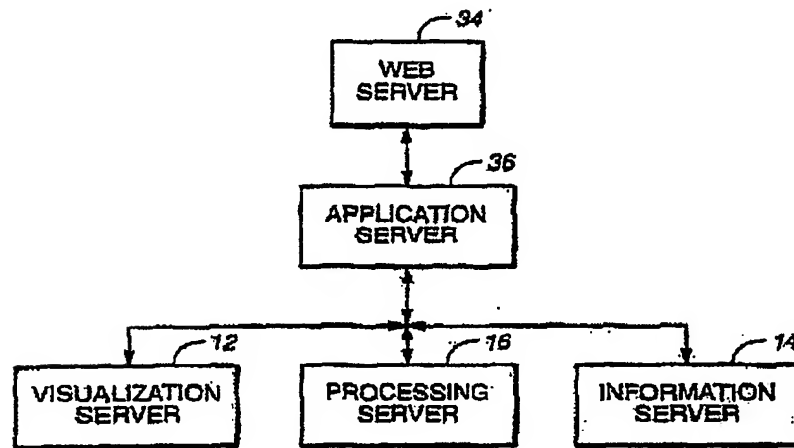 34
WEB
SERVER
36
APPLICATION
SERVER
12
16
14
VISUALIZATION
SERVER
PROCESSING
SERVER
INFORMATION
SERVER